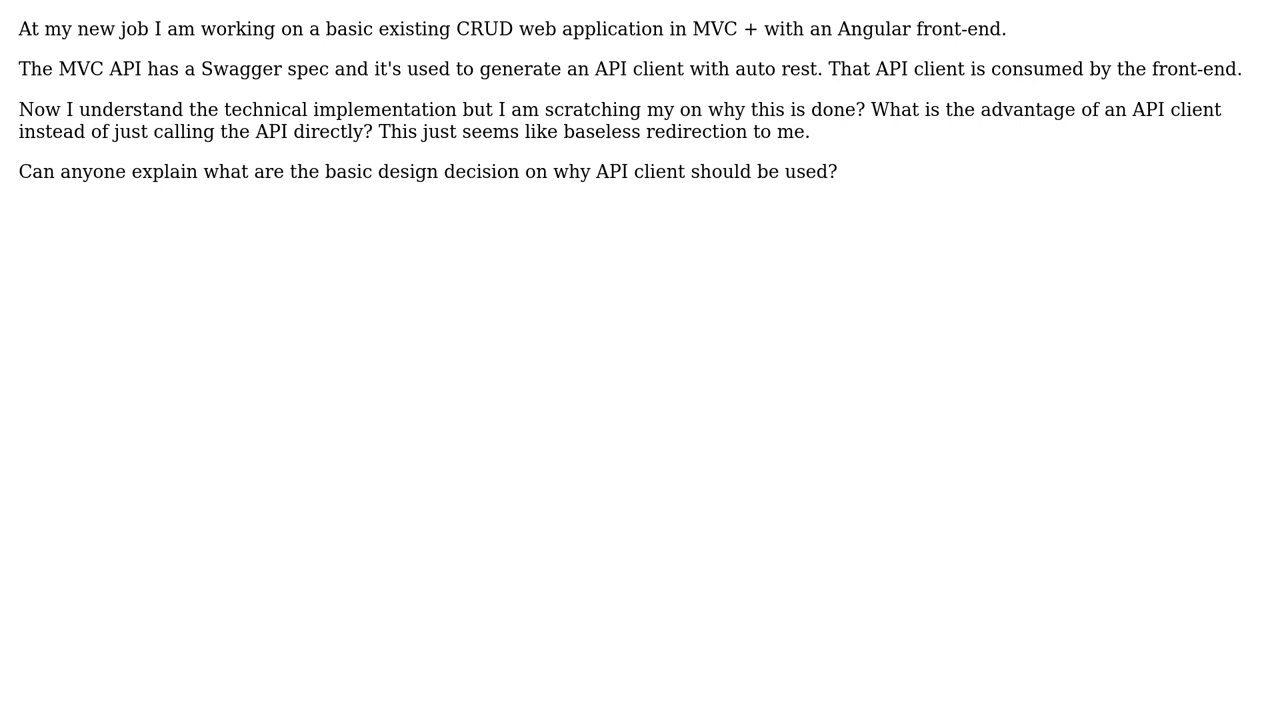 At my new job I am working on a basic existing CRUD web application in MVC + with an Angular front-end.
The MVC API has a Swagger spec and it's used to generate an API client with auto rest. That API client is consumed by the front-end.
Now I understand the technical implementation but I am scratching my on why this is done? What is the advantage of an API client
instead of just calling the API directly? This just seems like baseless redirection to me.
Can anyone explain what are the basic design decision on why API client should be used?